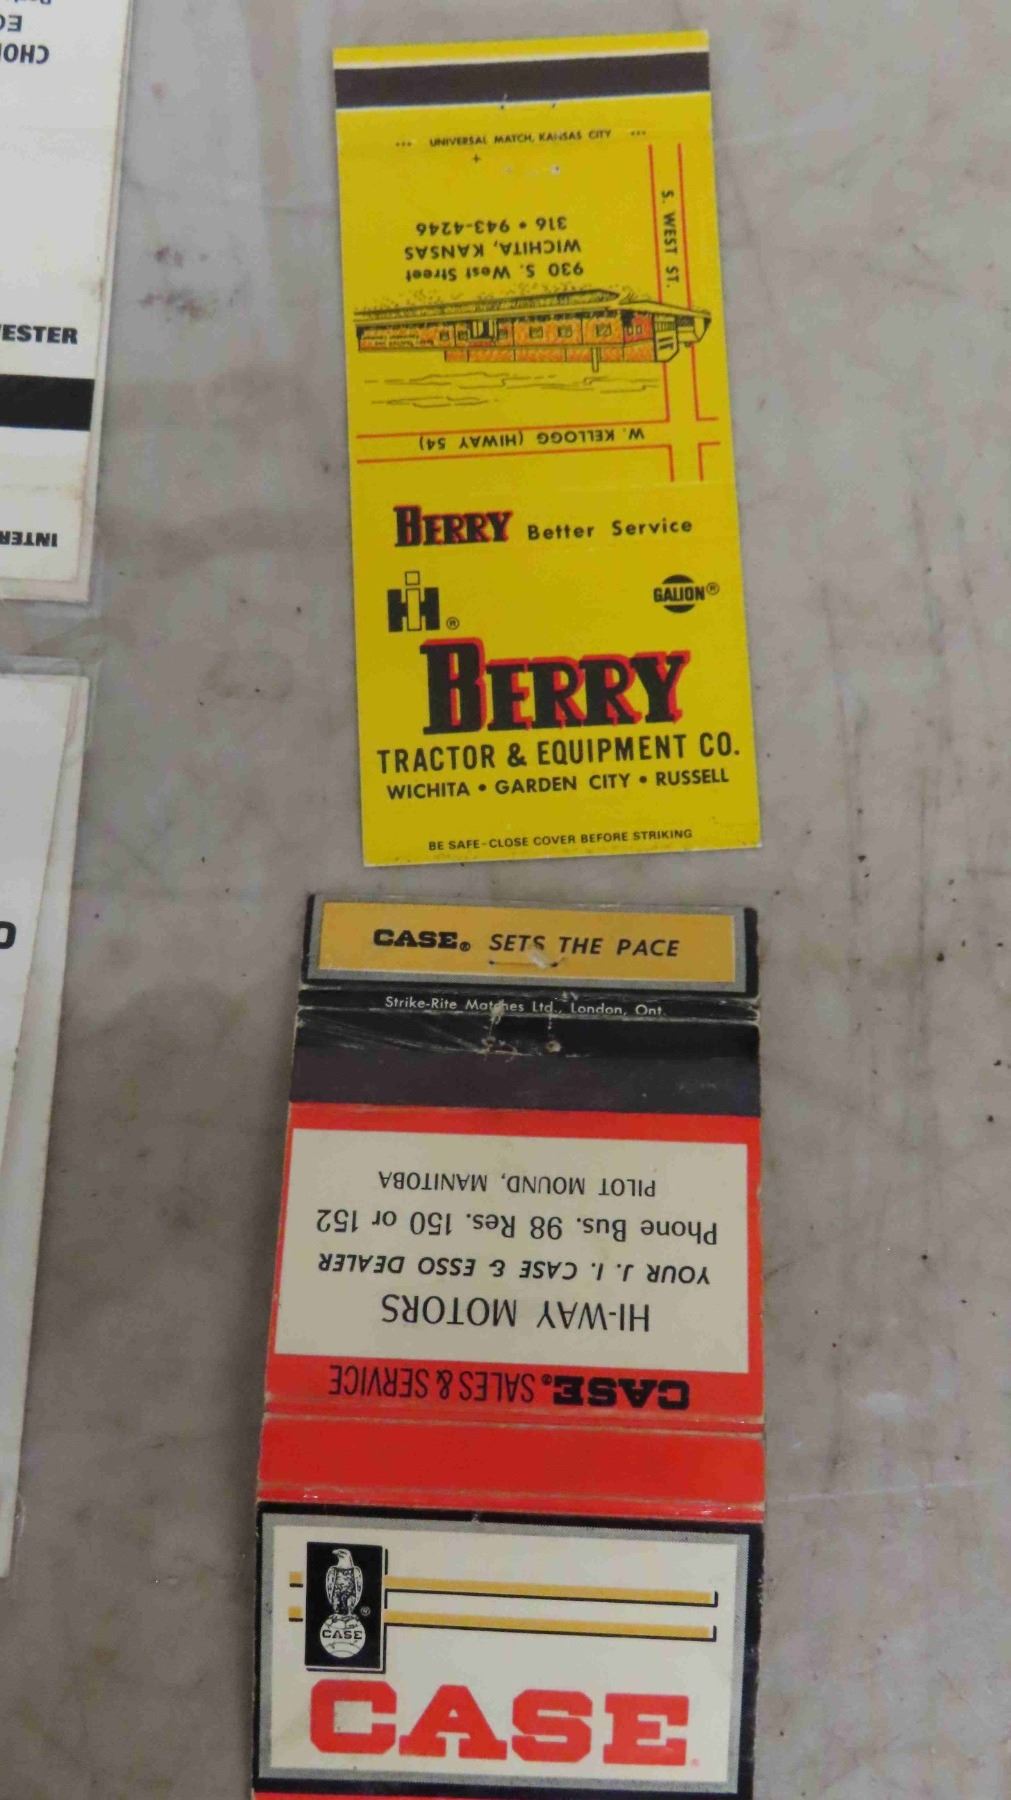 CHOR
EC
ESTER
INTER
O
UNIVERSAL MATCH, KANSAS CITY
930 S. West Street
WICHITA, KANSAS
316 • 943-4246
S. WEST ST.
W. KELLOGG (HIWAY 54)
BERRY Better Service
IH®
GALION®
BERRY
TRACTOR & EQUIPMENT CO.
WICHITA • GARDEN CITY • RUSSELL
BE SAFE-CLOSE COVER BEFORE STRIKING
CASE® SETS THE PACE
Strike-Rite Matches Ltd., London, Ont.
CASE® SALES & SERVICE
HI-WAY MOTORS
YOUR J. I. CASE & ESSO DEALER
Phone Bus. 98 Res. 150 or 152
PILOT MOUND, MANITOBA
CASE
®
CASE